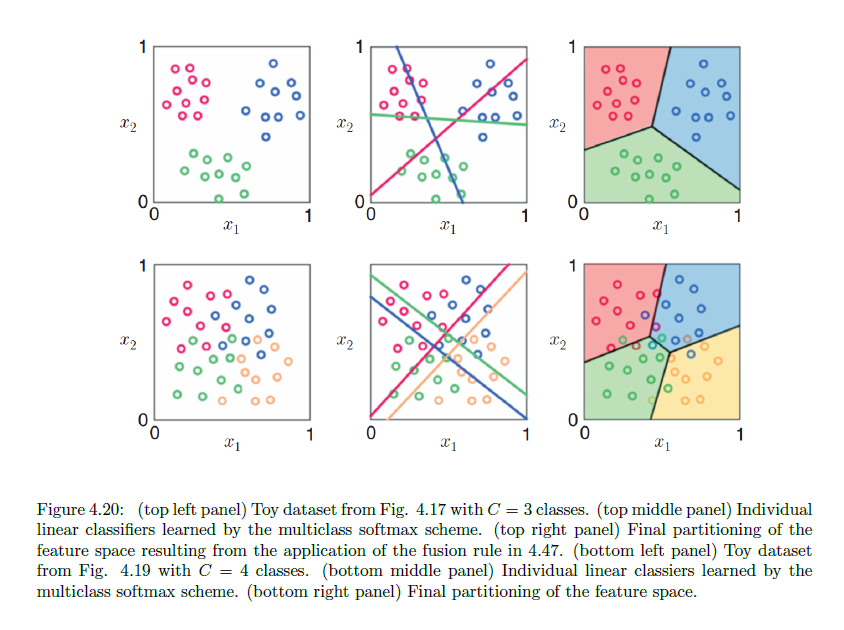 1
x2
0
0
x1
1
1
x2
0
0
x1
1
1
x2
0
0
x1
1
1
x2
0
0
x1
1
1
x2
0
0
x1
1
1
x2
0
0
x1
1
Figure 4.20: (top left panel) Toy dataset from Fig. 4.17 with C = 3 classes. (top middle panel) Individual
linear classifiers learned by the multiclass softmax scheme. (top right panel) Final partitioning of the
feature space resulting from the application of the fusion rule in 4.47. (bottom left panel) Toy dataset
from Fig. 4.19 with C = 4 classes. (bottom middle panel) Individual linear classiers learned by the
multiclass softmax scheme. (bottom right panel) Final partitioning of the feature space.